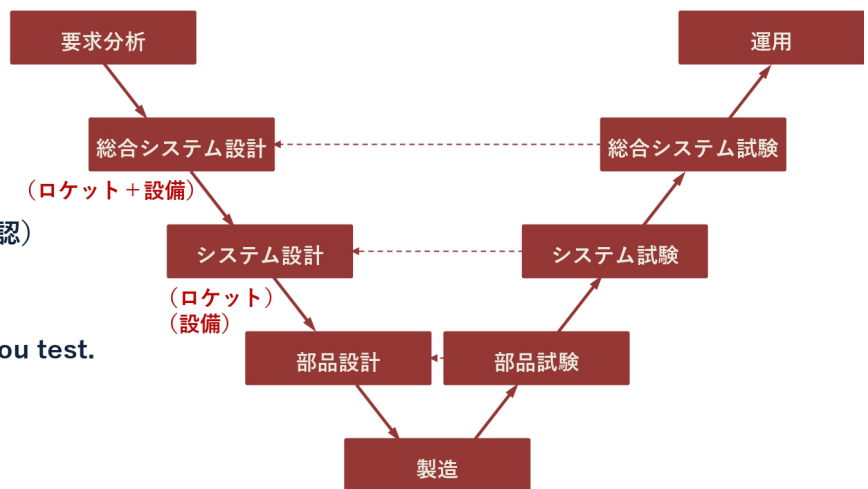 要求分析
運用
総合システム設計
総合システム試験
（ロケット＋設備）
認）
システム設計
システム試験
（ロケット）
（設備）
ou test.
部品設計
部品試験
製造